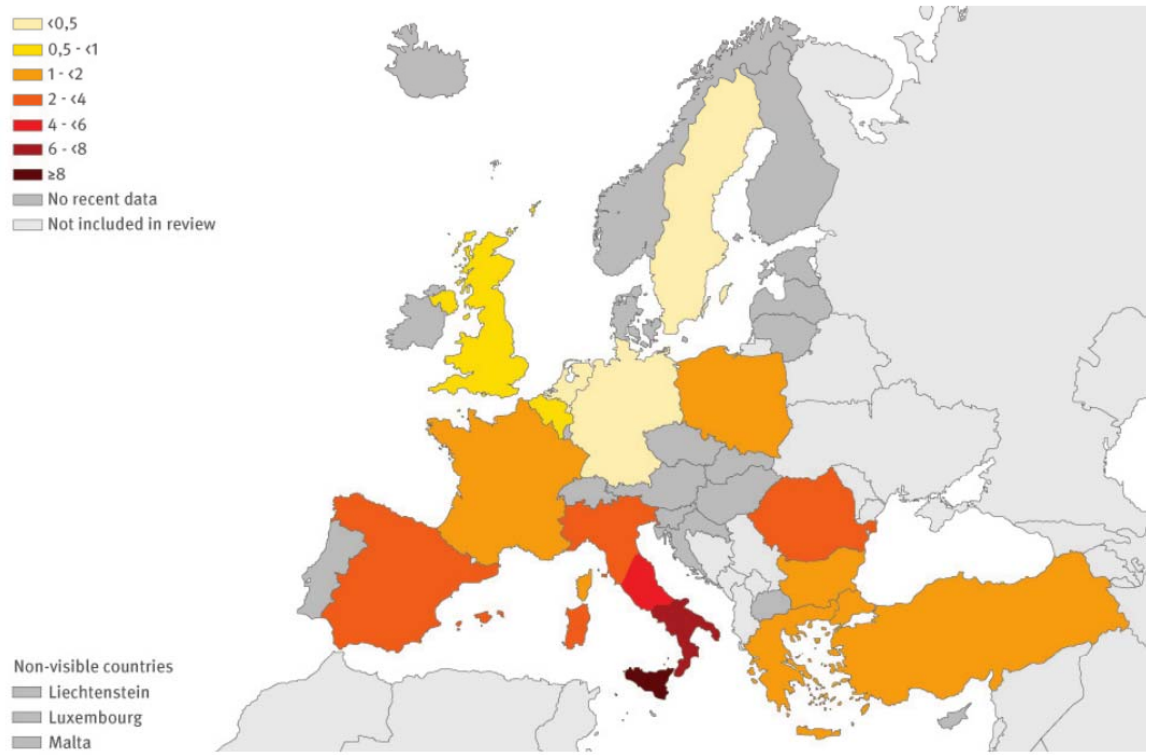 <0,5
0,5 - <1
1 - <2
2 - <4
4 - <6
6 - <8
≥8
No recent data
Not included in review
Non-visible countries
Liechtenstein
Luxembourg
Malta